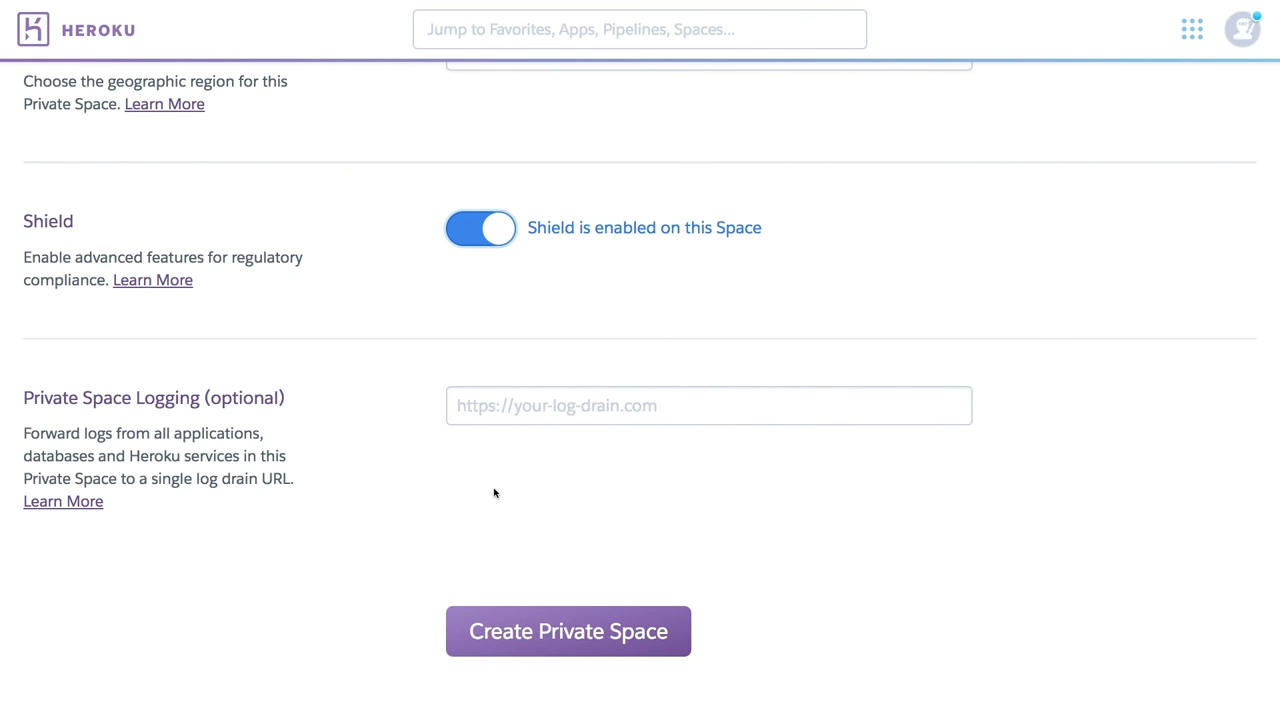 HEROKU
Jump to Favorites, Apps, Pipelines, Spaces...
Choose the geographic region for this
Private Space. Learn More
Shield
Shield is enabled on this Space
Enable advanced features for regulatory
compliance. Learn More
Private Space Logging (optional)
https://your-log-drain.com
Forward logs from all applications,
databases and Heroku services in this
Private Space to a single log drain URL.
Learn More
Create Private Space